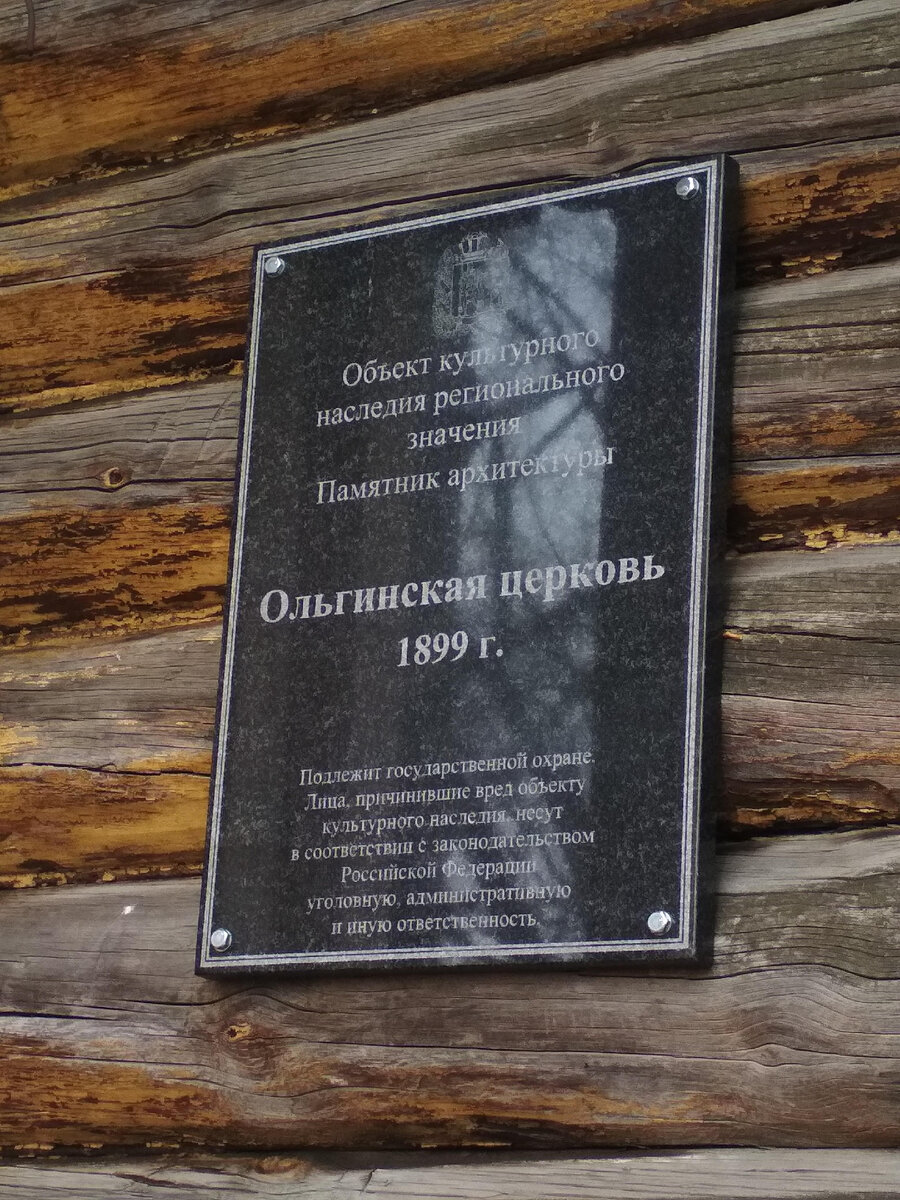 Объект культурного
наследия регионального
значения
Памятник архитектуры
Ольгинская церковь
1899 г.
Подлежит государственной охране.
Лица, причинившие вред объекту
культурного наследия, несут
в соответствии с законодательством
Российской Федерации
уголовную, административную
и иную ответственность.